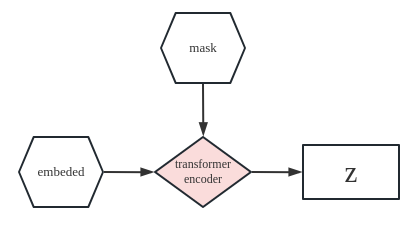 mask
embeded
transformer
encoder
z